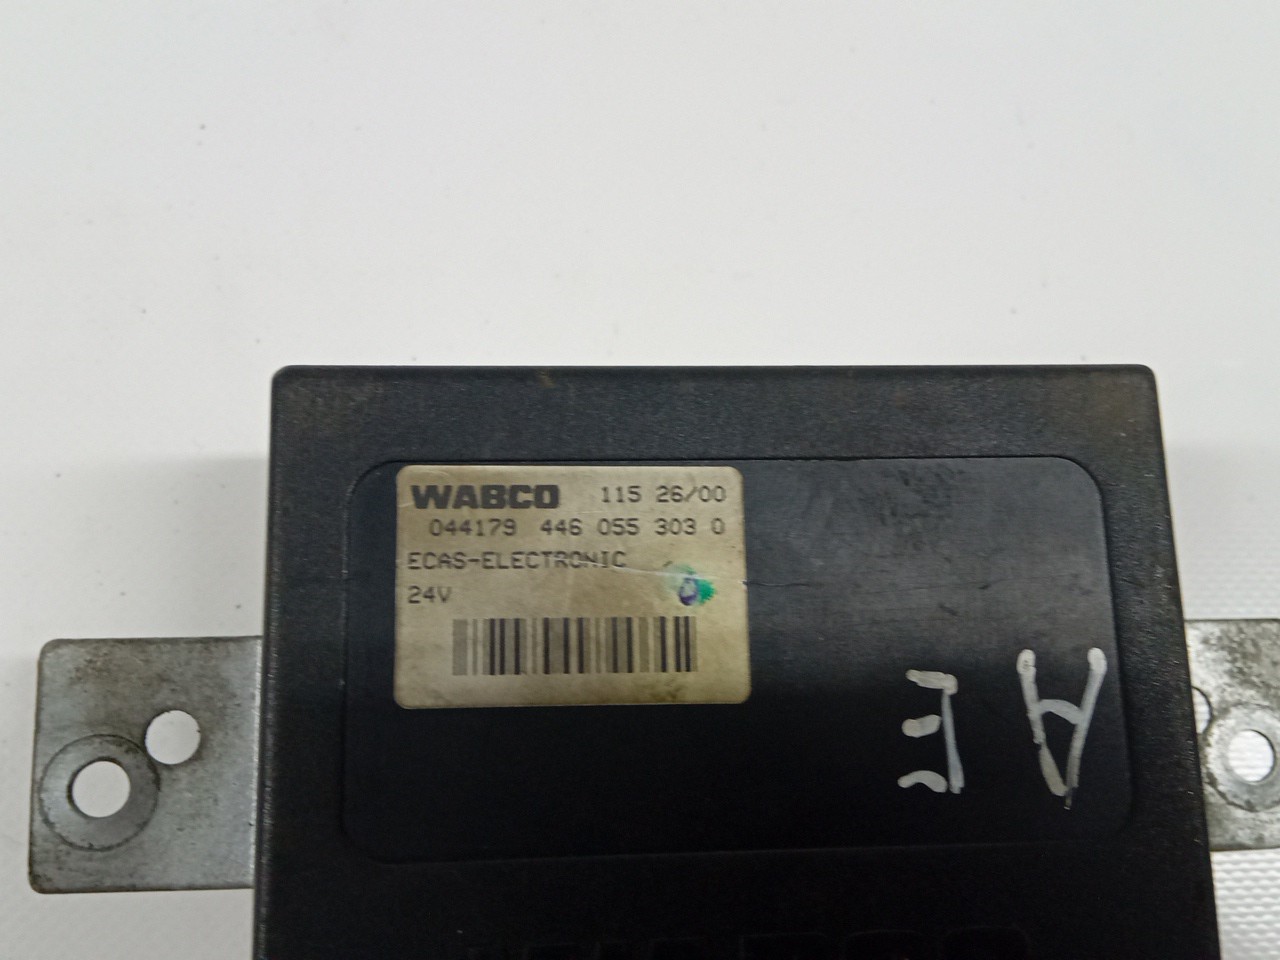 WABCO 115 26/00
044179 446 055 303 0
ECAS-ELECTRONIC
24V
AE